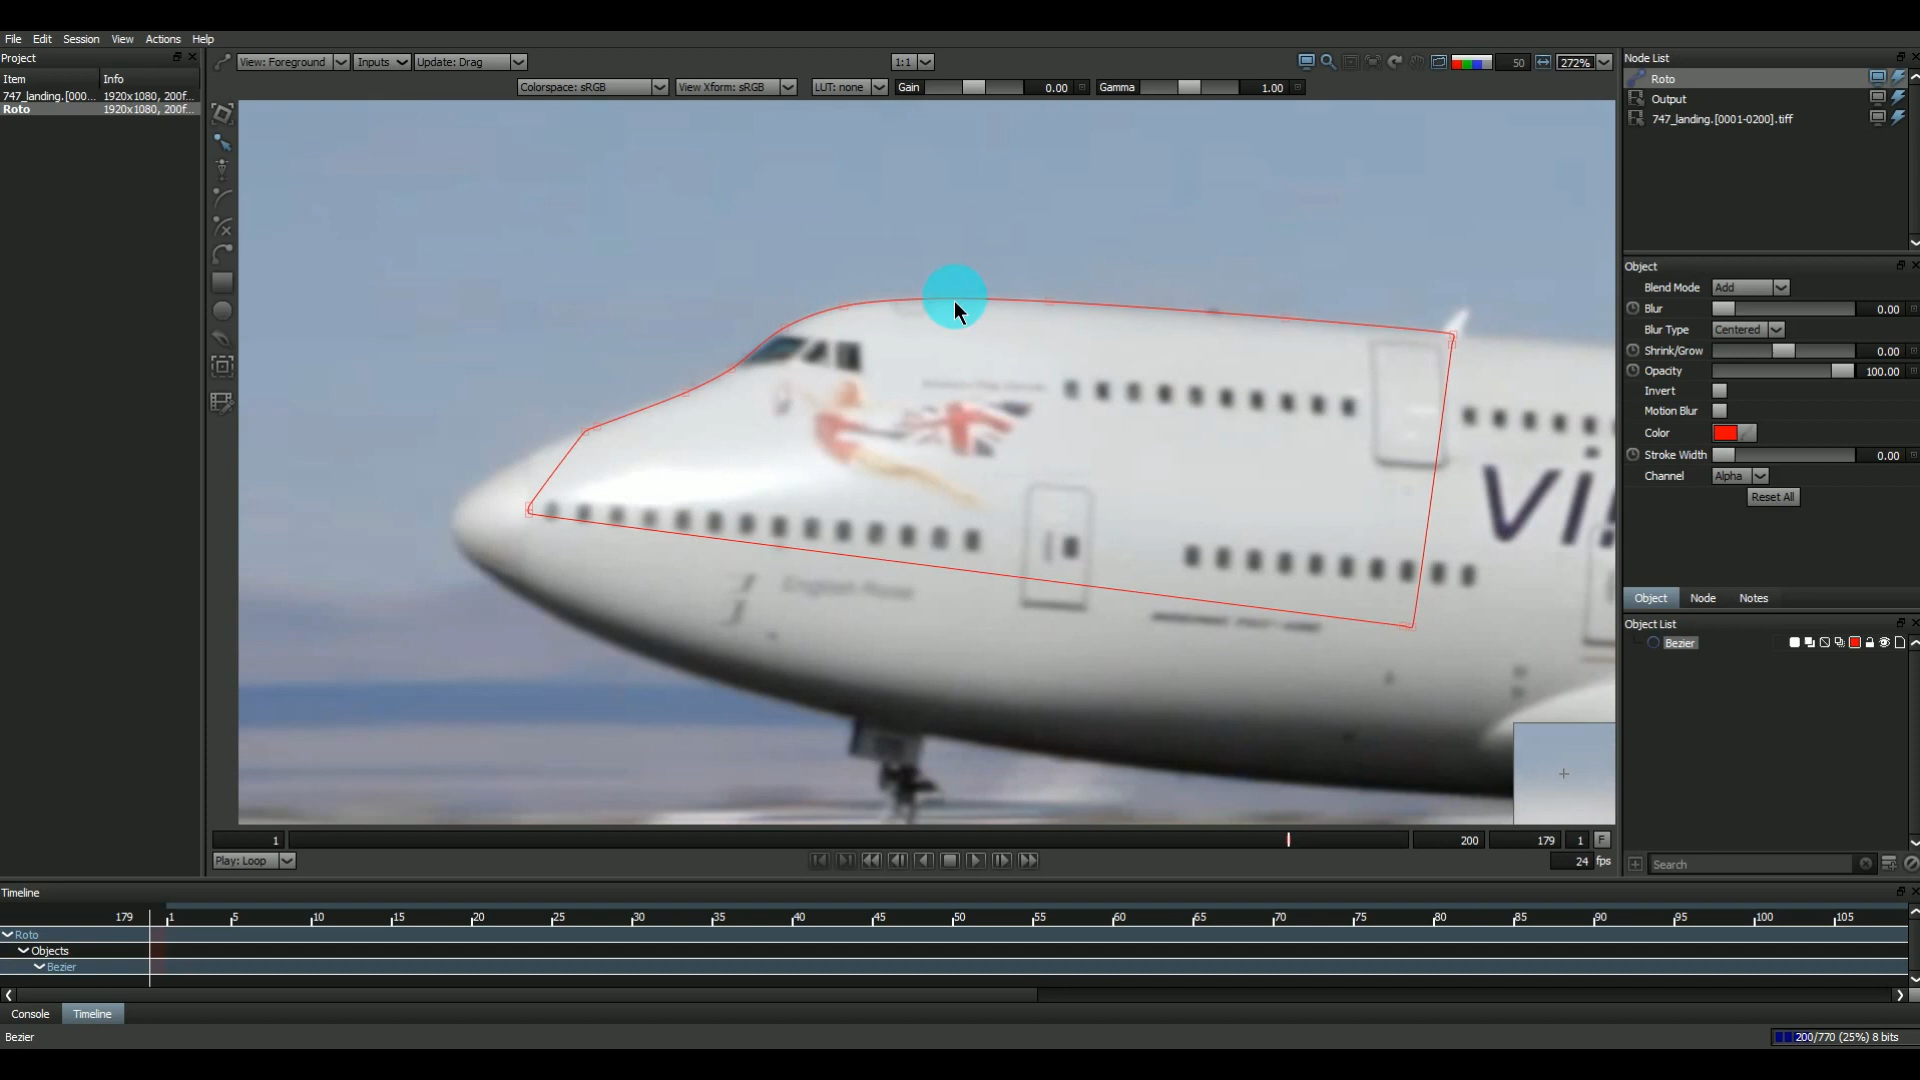 File Edit Session View Actions Help
Project
Item Info
747_landing.[000... 1920x1080, 200f...
Roto 1920x1080, 200f...
View: Foreground Inputs Update: Drag 1:1 50 272%
Colorspace: sRGB View Xform: sRGB LUT: none Gain 0.00 Gamma 1.00
English Rose
1 200 179 1 F
Play: Loop 24 fps
Node List
Roto
Output
747_landing.[0001-0200].tiff
Object
Blend Mode Add
Blur 0.00
Blur Type Centered
Shrink/Grow 0.00
Opacity 100.00
Invert
Motion Blur
Color
Stroke Width 0.00
Channel Alpha
Reset All
Object Node Notes
Object List
Bezier
Search
Timeline
179 1 5 10 15 20 25 30 35 40 45 50 55 60 65 70 75 80 85 90 95 100 105
Roto
Objects
Bezier
Console Timeline
Bezier 200/770 (25%) 8 bits